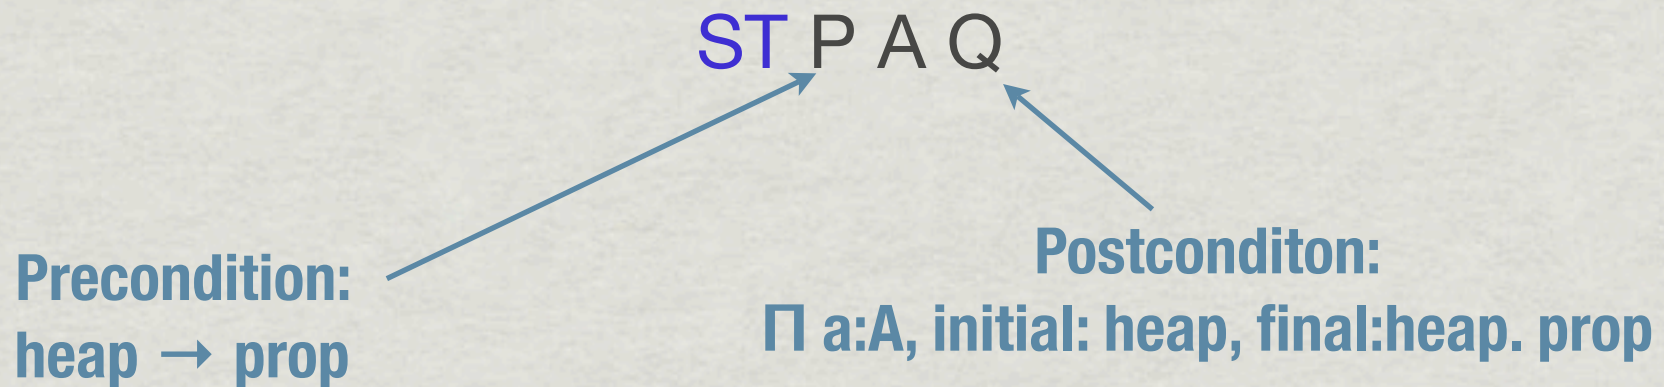 ST P A Q
Precondition:
heap → prop
Postconditon:
Π a:A, initial: heap, final:heap. prop